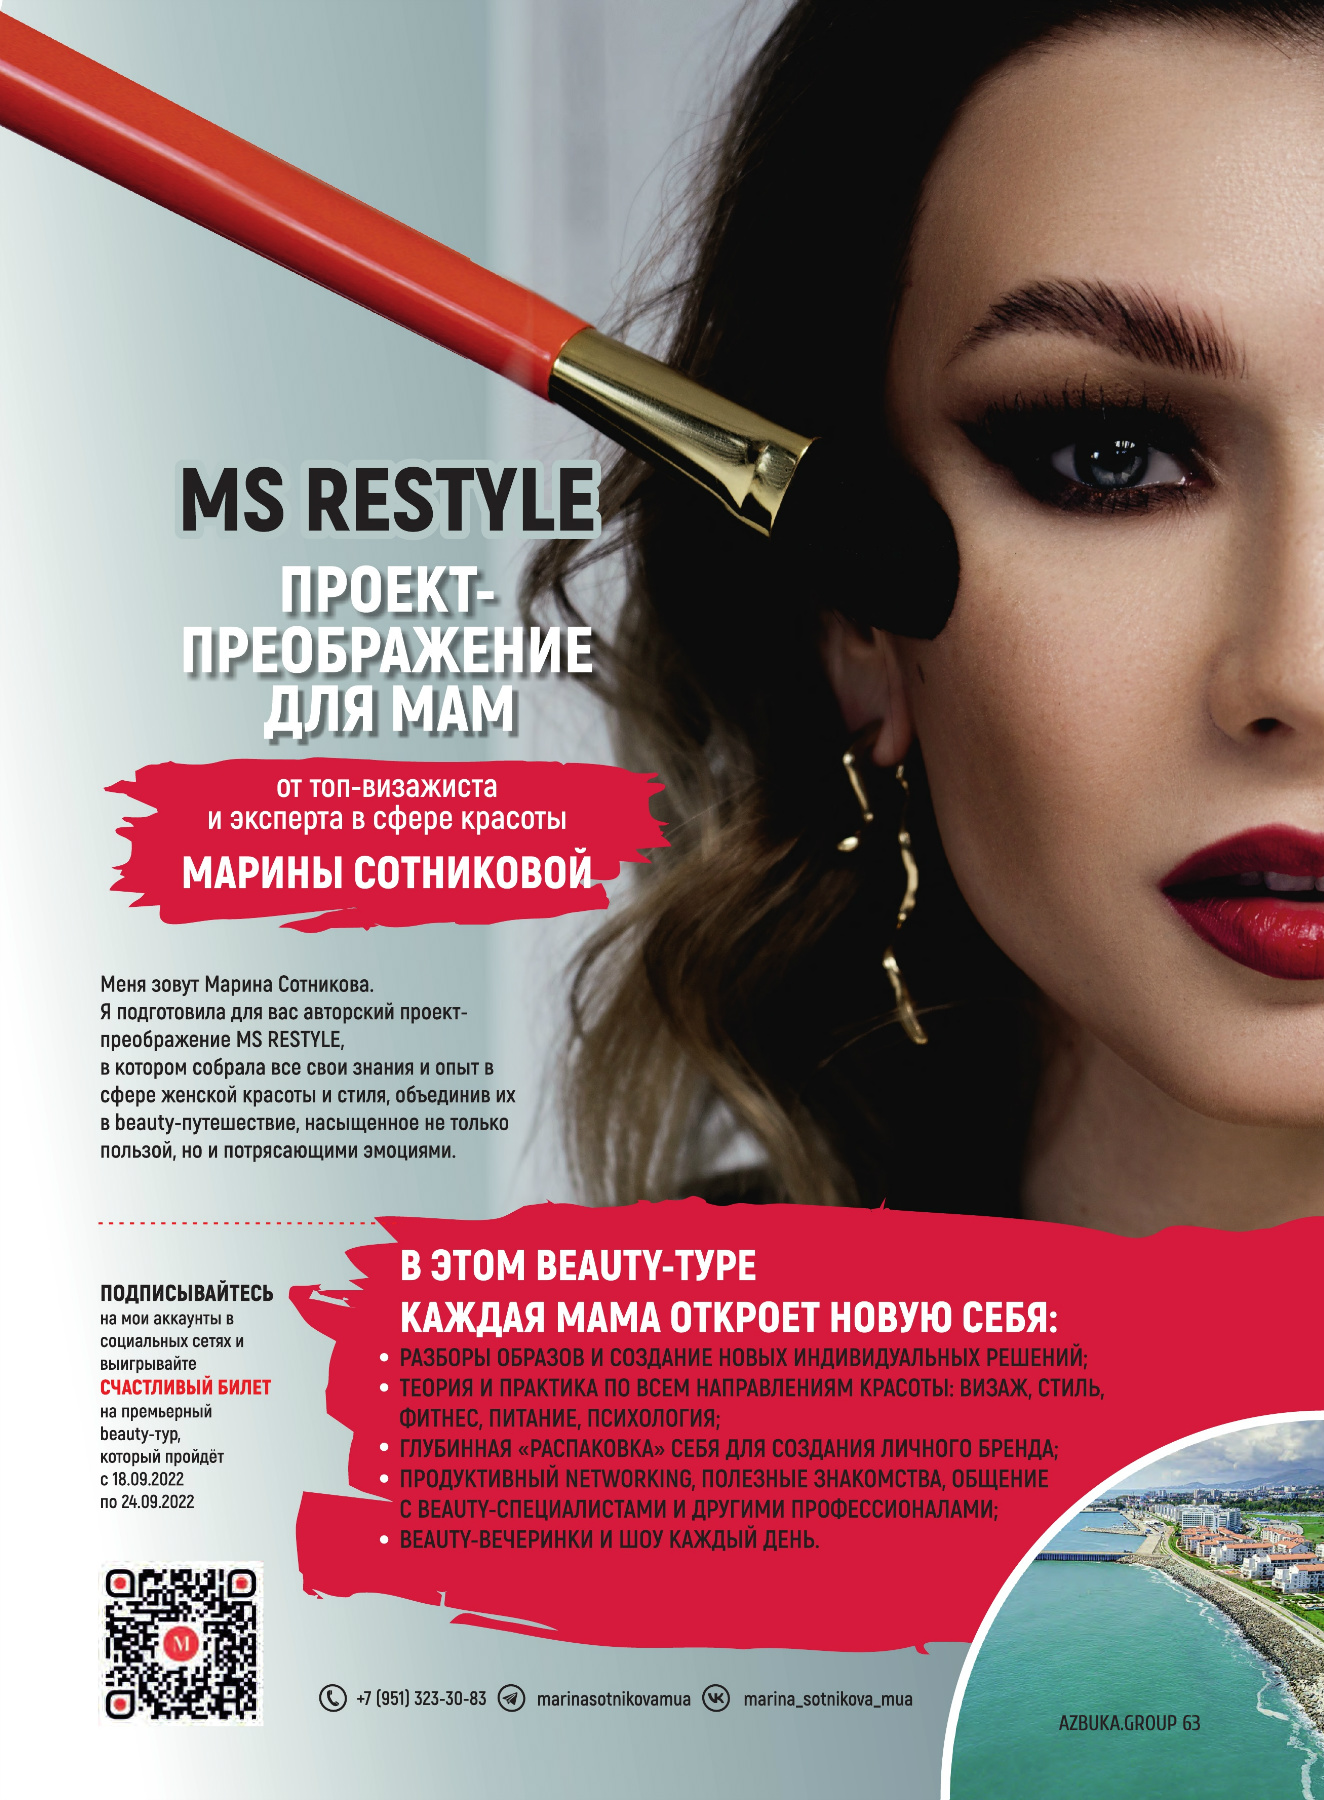 MS RESTYLE
ПРОЕКТ-
ПРЕОБРАЖЕНИЕ
ДЛЯ МАМ
от топ-визажиста
и эксперта в сфере красоты
МАРИНЫ СОТНИКОВОЙ
Меня зовут Марина Сотникова.
Я подготовила для вас авторский проект-
преображение MS RESTYLE,
в котором собрала все свои знания и опыт в
сфере женской красоты и стиля, объединив их
в beauty-путешествие, насыщенное не только
пользой, но и потрясающими эмоциями.
ПОДПИСЫВАЙТЕСЬ
на мои аккаунты в
социальных сетях и
выигрывайте
СЧАСТЛИВЫЙ БИЛЕТ
на премьерный
beauty-тур,
который пройдёт
с 18.09.2022
по 24.09.2022
M
В ЭТОМ BEAUTY-ТУРЕ
КАЖДАЯ МАМА ОТКРОЕТ НОВУЮ СЕБЯ:
• РАЗБОРЫ ОБРАЗОВ И СОЗДАНИЕ НОВЫХ ИНДИВИДУАЛЬНЫХ РЕШЕНИЙ;
• ТЕОРИЯ И ПРАКТИКА ПО ВСЕМ НАПРАВЛЕНИЯМ КРАСОТЫ: ВИЗАЖ, СТИЛЬ,
ФИТНЕС, ПИТАНИЕ, ПСИХОЛОГИЯ;
• ГЛУБИННАЯ «РАСПАКОВКА» СЕБЯ ДЛЯ СОЗДАНИЯ ЛИЧНОГО БРЕНДА;
• ПРОДУКТИВНЫЙ NETWORKING, ПОЛЕЗНЫЕ ЗНАКОМСТВА, ОБЩЕНИЕ
С BEAUTY-СПЕЦИАЛИСТАМИ И ДРУГИМИ ПРОФЕССИОНАЛАМИ;
• BEAUTY-ВЕЧЕРИНКИ И ШОУ КАЖДЫЙ ДЕНЬ.
+7 (951) 323-30-83 marinasotnikovamua marina_sotnikova_mua
AZBUKA.GROUP 63